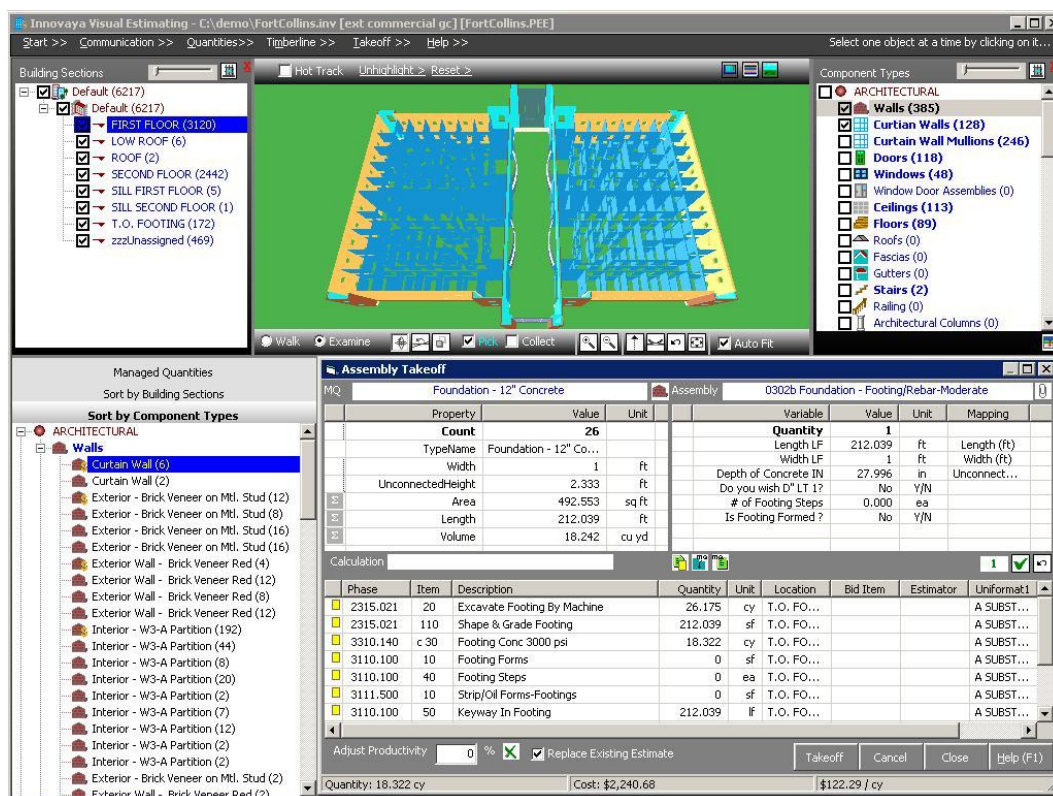 Innovaya Visual Estimating - C:\demo\FortCollins.inv [ext commercial gc] [FortCollins.PEE]
Start >> Communication >> Quantities>> Timberline >> Takeoff >> Help >> Select one object at a time by clicking on it...
Building Sections
Default (6217)
Default (6217)
FIRST FLOOR (3120)
LOW ROOF (6)
ROOF (2)
SECOND FLOOR (2442)
SILL FIRST FLOOR (5)
SILL SECOND FLOOR (1)
T.O. FOOTING (172)
zzzUnassigned (469)
Hot Track Unhighlight > Reset >
Walk Examine Pick Collect Auto Fit
Component Types
ARCHITECTURAL
Walls (385)
Curtian Walls (128)
Curtain Wall Mullions (246)
Doors (118)
Windows (48)
Window Door Assemblies (0)
Ceilings (113)
Floors (89)
Roofs (0)
Fascias (0)
Gutters (0)
Stairs (2)
Railing (0)
Architectural Columns (0)
Managed Quantities
Sort by Building Sections
Sort by Component Types
ARCHITECTURAL
Walls
Curtain Wall (6)
Curtain Wall (2)
Exterior - Brick Veneer on Mtl. Stud (12)
Exterior - Brick Veneer on Mtl. Stud (8)
Exterior - Brick Veneer on Mtl. Stud (16)
Exterior - Brick Veneer on Mtl. Stud (16)
Exterior Wall - Brick Veneer Red (4)
Exterior Wall - Brick Veneer Red (12)
Exterior Wall - Brick Veneer Red (8)
Exterior Wall - Brick Veneer Red (12)
Interior - W3-A Partition (192)
Interior - W3-A Partition (44)
Interior - W3-A Partition (8)
Interior - W3-A Partition (20)
Interior - W3-A Partition (2)
Interior - W3-A Partition (7)
Interior - W3-A Partition (12)
Interior - W3-A Partition (2)
Interior - W3-A Partition (2)
Interior - W3-A Partition (2)
Exterior - Brick Veneer on Mtl. Stud (2)
Exterior Wall - Brick Veneer Red (2)
Assembly Takeoff
MQ Foundation - 12" Concrete Assembly 0302b Foundation - Footing/Rebar-Moderate
Property Value Unit
Count 26
TypeName Foundation - 12" Co...
Width 1 ft
UnconnectedHeight 2.333 ft
Σ Area 492.553 sq ft
Σ Length 212.039 ft
Σ Volume 18.242 cu yd
Variable Value Unit Mapping
Quantity 1
Length LF 212.039 ft Length (ft)
Width LF 1 ft Width (ft)
Depth of Concrete IN 27.996 in Unconnect...
Do you wish D" LT 1? No Y/N
# of Footing Steps 0.000 ea
Is Footing Formed ? No Y/N
Calculation 1
Phase Item Description Quantity Unit Location Bid Item Estimator Uniformat1
2315.021 20 Excavate Footing By Machine 26.175 cy T.O. FO... A SUBST...
2315.021 110 Shape & Grade Footing 212.039 sf T.O. FO... A SUBST...
3310.140 c 30 Footing Conc 3000 psi 18.322 cy T.O. FO... A SUBST...
3110.100 10 Footing Forms 0 sf T.O. FO... A SUBST...
3110.100 40 Footing Steps 0 ea T.O. FO... A SUBST...
3111.500 10 Strip/Oil Forms-Footings 0 sf T.O. FO... A SUBST...
3110.100 50 Keyway In Footing 212.039 lf T.O. FO... A SUBST...
Adjust Productivity 0 % Replace Existing Estimate Takeoff Cancel Close Help (F1)
Quantity: 18.322 cy Cost: $2,240.68 $122.29 / cy